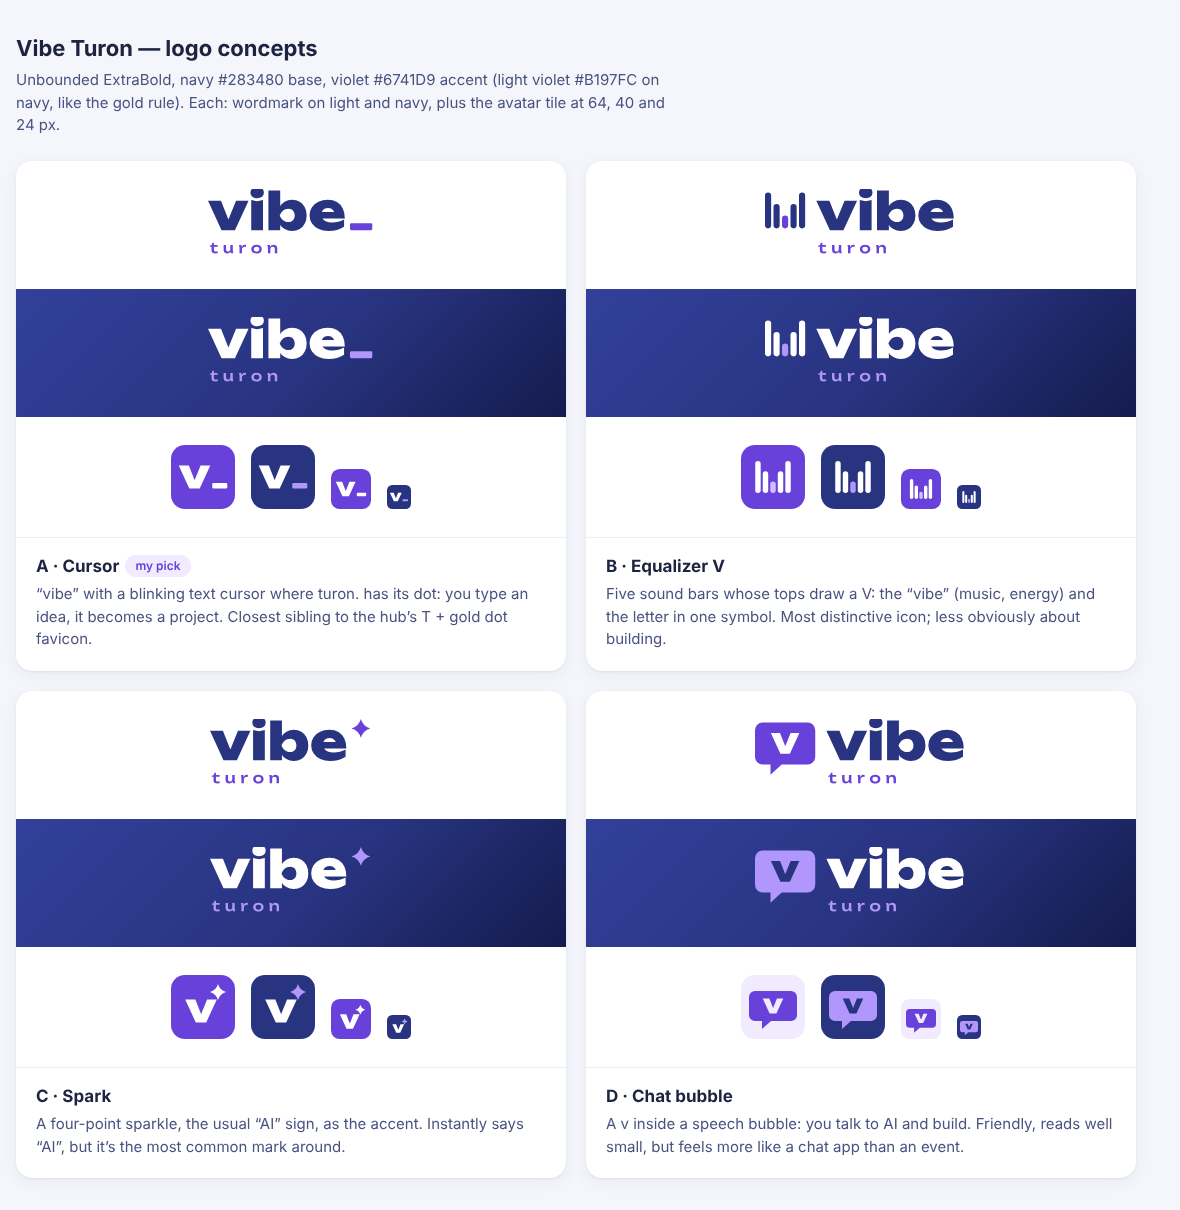 Vibe Turon — logo concepts
Unbounded ExtraBold, navy #283480 base, violet #6741D9 accent (light violet #B197FC on
navy, like the gold rule). Each: wordmark on light and navy, plus the avatar tile at 64, 40 and
24 px.
vibe_
turon
vibe_
turon
v_ v_ v_ v_
A · Cursor my pick
“vibe” with a blinking text cursor where turon. has its dot: you type an
idea, it becomes a project. Closest sibling to the hub’s T + gold dot
favicon.
vibe
turon
vibe
turon
B · Equalizer V
Five sound bars whose tops draw a V: the “vibe” (music, energy) and
the letter in one symbol. Most distinctive icon; less obviously about
building.
vibe
turon
vibe
turon
v v v v
C · Spark
A four-point sparkle, the usual “AI” sign, as the accent. Instantly says
“AI”, but it’s the most common mark around.
v vibe
turon
v vibe
turon
v v v v
D · Chat bubble
A v inside a speech bubble: you talk to AI and build. Friendly, reads well
small, but feels more like a chat app than an event.